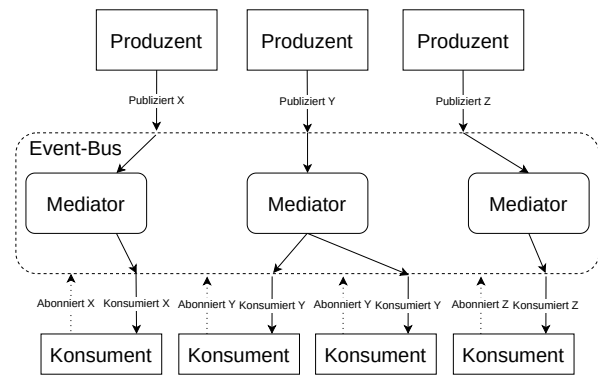 Produzent
Produzent
Produzent
Publiziert X
Publiziert Y
Publiziert Z
Event-Bus
Mediator
Mediator
Mediator
Abonniert X
Konsumiert X
Abonniert Y
Konsumiert Y
Abonniert Y
Konsumiert Y
Abonniert Z
Konsumiert Z
Konsument
Konsument
Konsument
Konsument